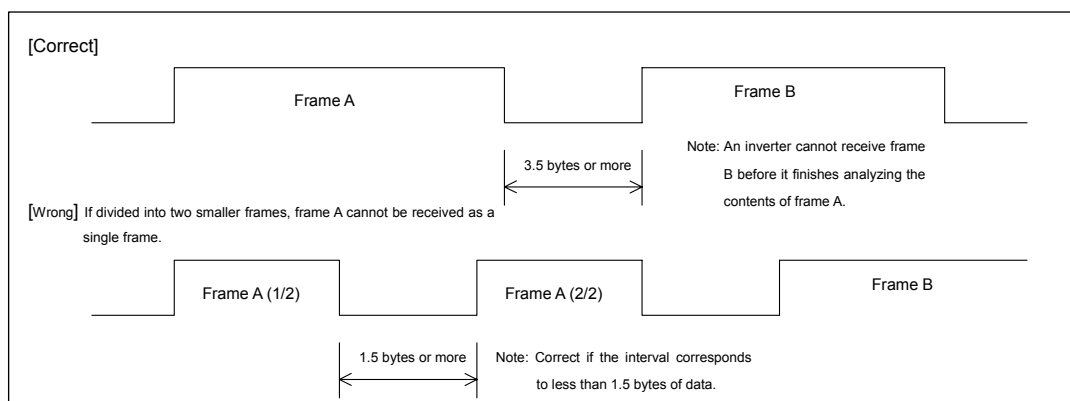 [Correct]
Frame A
Frame B
3.5 bytes or more
Note: An inverter cannot receive frame
B before it finishes analyzing the
contents of frame A.
[Wrong] If divided into two smaller frames, frame A cannot be received as a
single frame.
Frame A (1/2)
Frame A (2/2)
Frame B
1.5 bytes or more
Note: Correct if the interval corresponds
to less than 1.5 bytes of data.